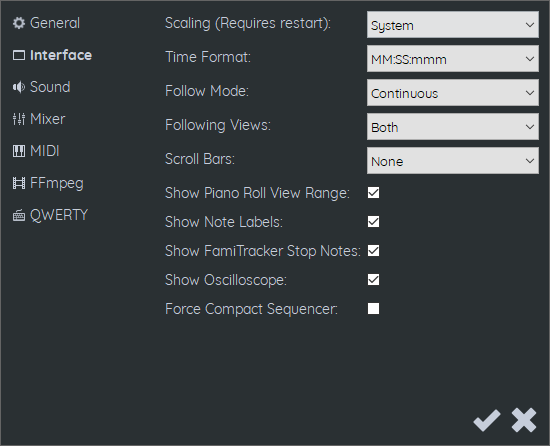 General
Interface
Sound
Mixer
MIDI
FFmpeg
QWERTY
Scaling (Requires restart): System
Time Format: MM:SS:mmm
Follow Mode: Continuous
Following Views: Both
Scroll Bars: None
Show Piano Roll View Range:
Show Note Labels:
Show FamiTracker Stop Notes:
Show Oscilloscope:
Force Compact Sequencer: